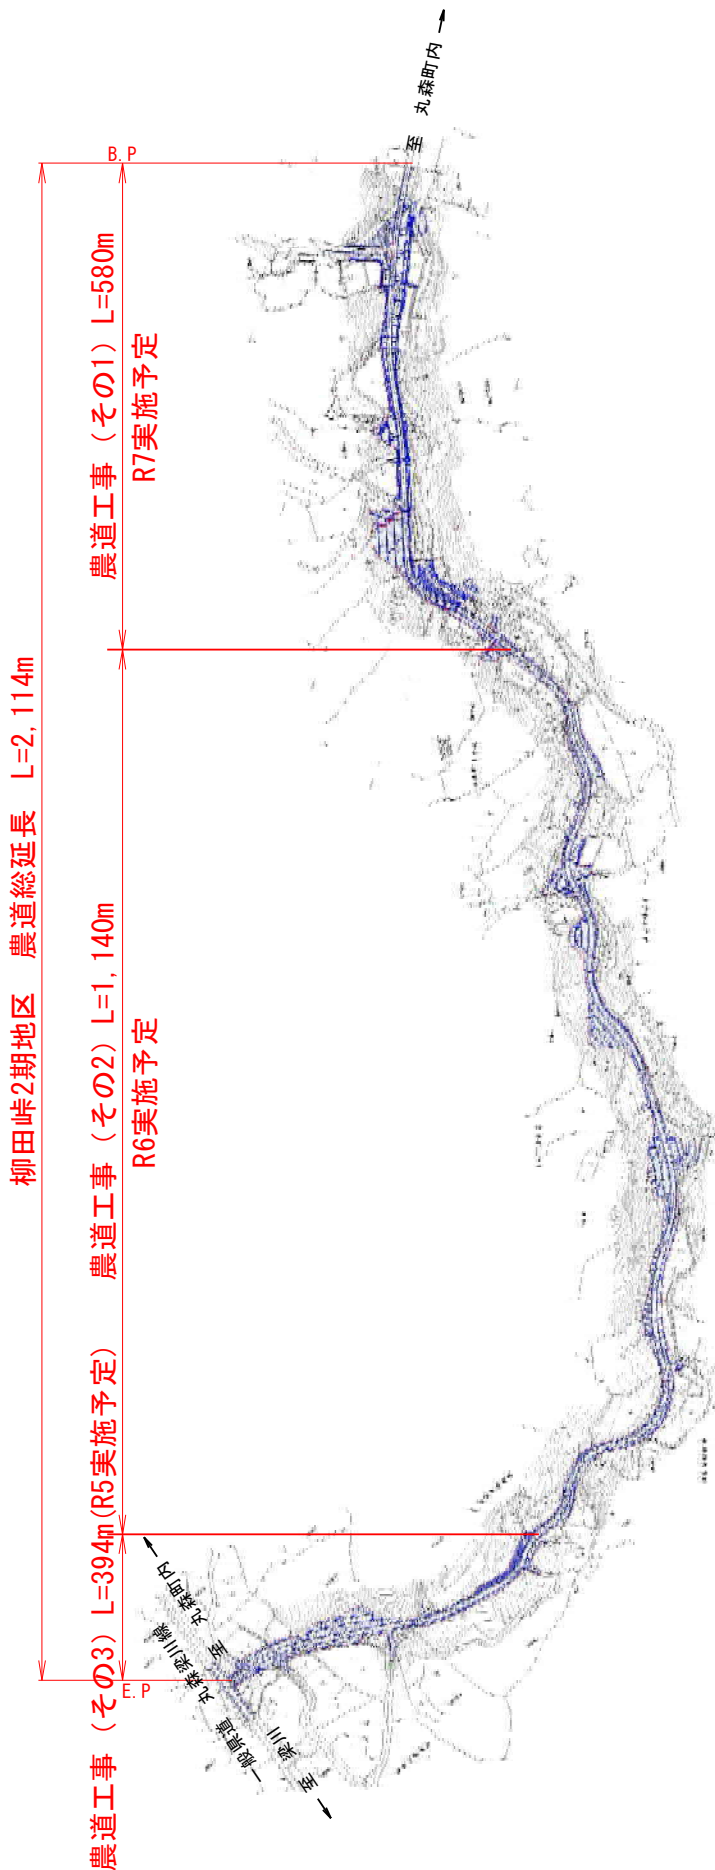 柳田峠2期地区　農道総延長　L=2,114m
農道工事（その3）L=394m(R5実施予定)
農道工事（その2）L=1,140m
R6実施予定
農道工事（その1）L=580m
R7実施予定
B.P
E.P
至　丸森町内
至　丸森町内
一般県道　丸森梁川線
至　梁川